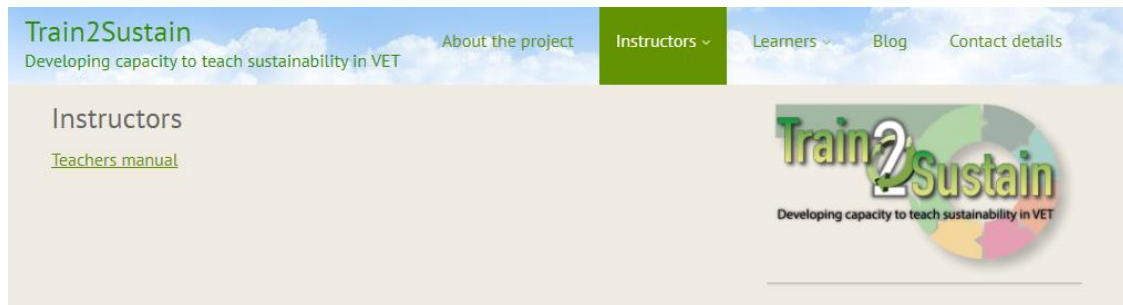 Train2Sustain
Developing capacity to teach sustainability in VET
About the project
Instructors
Learners
Blog
Contact details
Instructors
Teachers manual
Train2Sustain
Developing capacity to teach sustainability in VET